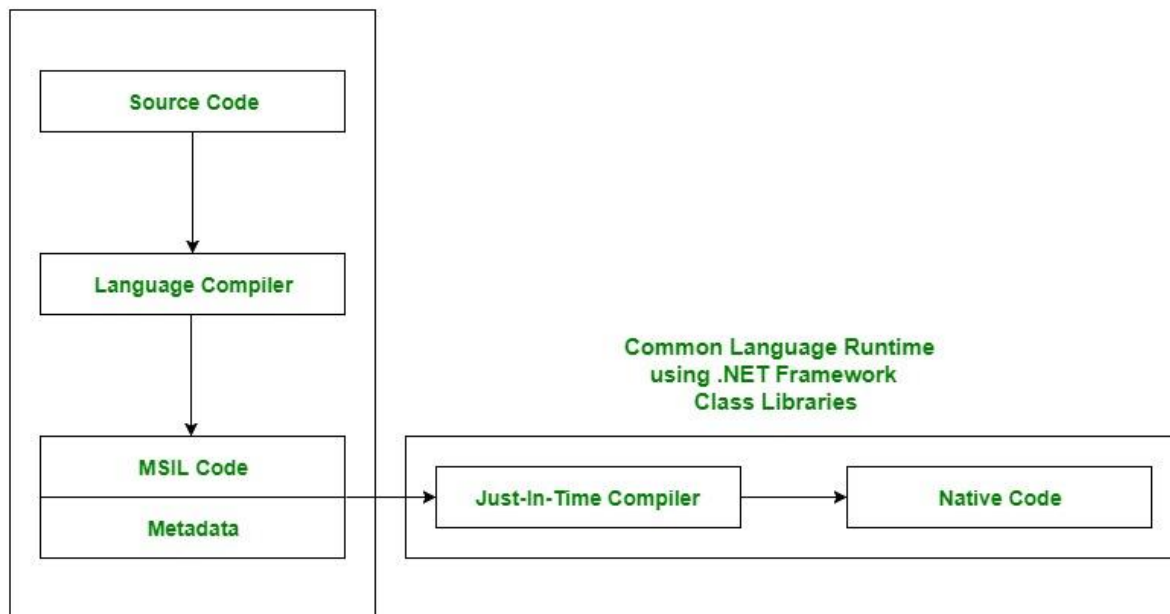 Source Code
Language Compiler
Common Language Runtime
using .NET Framework
Class Libraries
MSIL Code
Metadada
Just-In-Time Compiler
Native Code